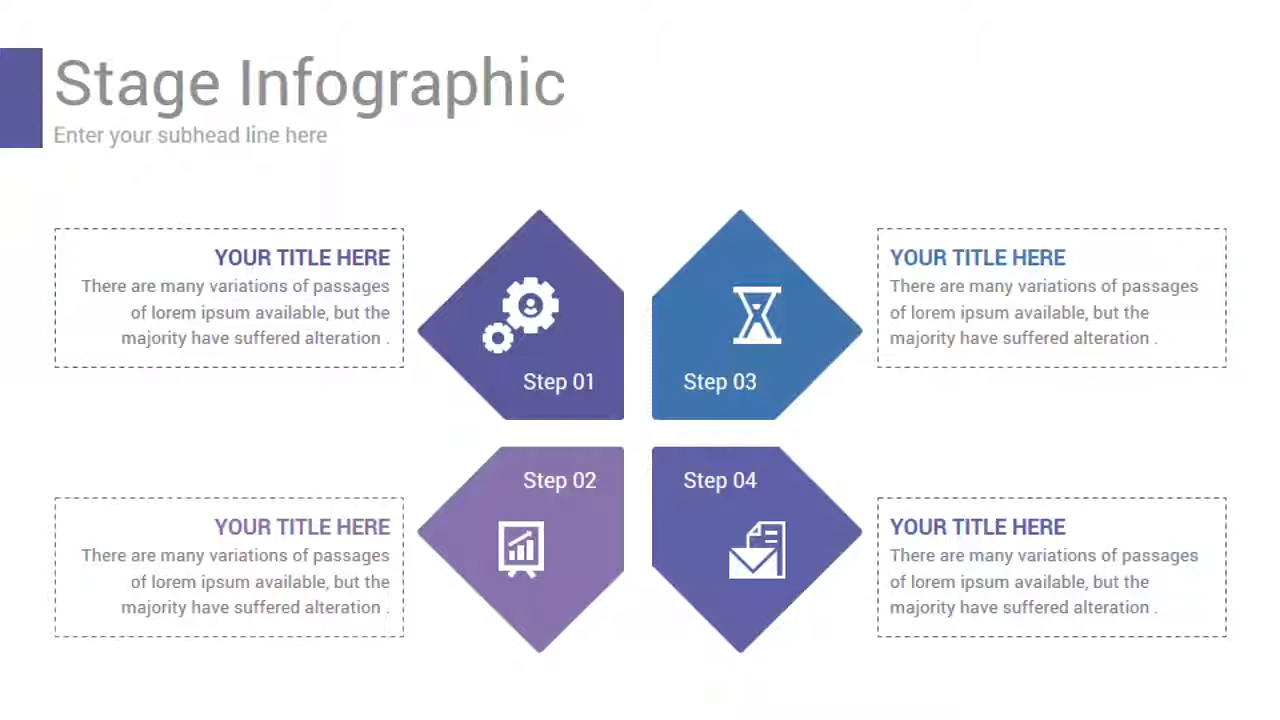 Stage Infographic
Enter your subhead line here
YOUR TITLE HERE
There are many variations of passages
of lorem ipsum available, but the
majority have suffered alteration .
Step 01
Step 03
YOUR TITLE HERE
There are many variations of passages
of lorem ipsum available, but the
majority have suffered alteration .
YOUR TITLE HERE
There are many variations of passages
of lorem ipsum available, but the
majority have suffered alteration .
Step 02
Step 04
YOUR TITLE HERE
There are many variations of passages
of lorem ipsum available, but the
majority have suffered alteration .